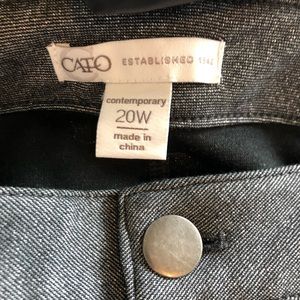 CATO ESTABLISHED 1946
contemporary
20W
made in
china